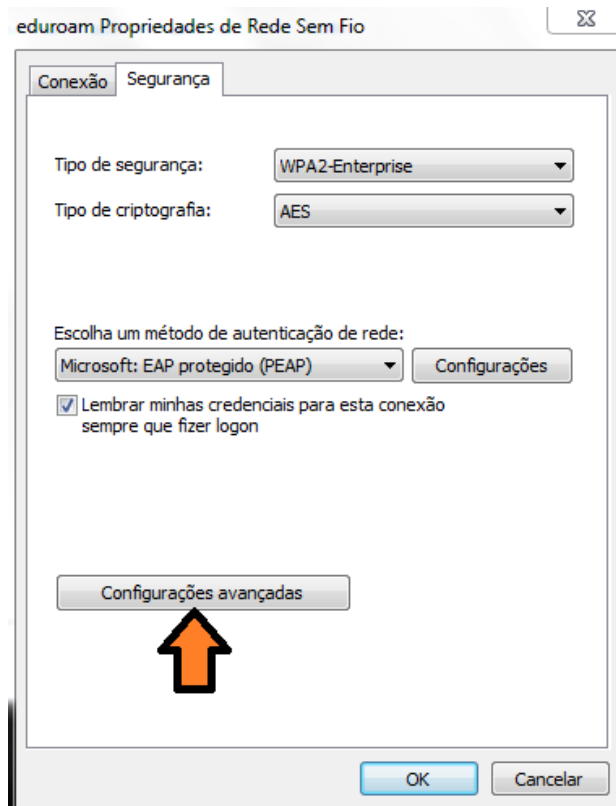 eduroam Propriedades de Rede Sem Fio
Conexão
Segurança
Tipo de segurança:
WPA2-Enterprise
Tipo de criptografia:
AES
Escolha um método de autenticação de rede:
Microsoft: EAP protegido (PEAP)
Configurações
Lembrar minhas credenciais para esta conexão
sempre que fizer logon
Configurações avançadas
OK
Cancelar